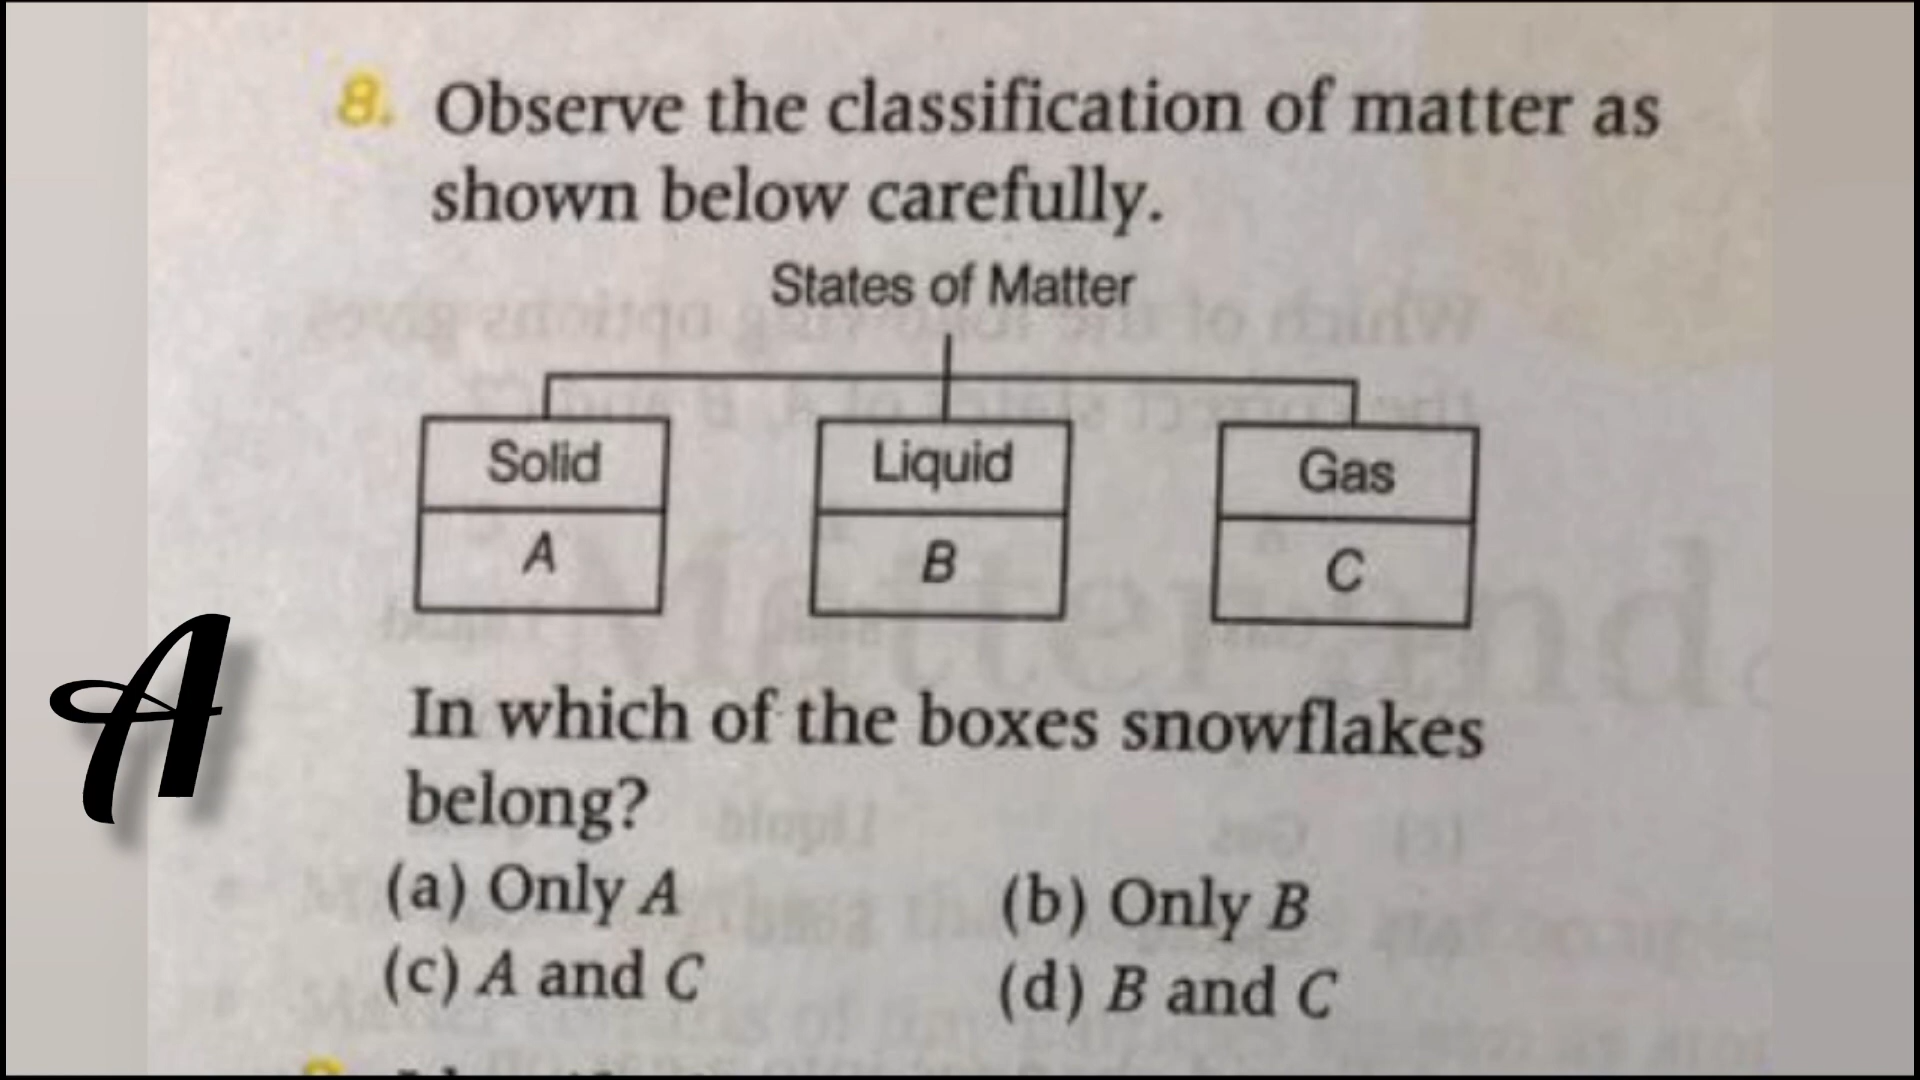 8. Observe the classification of matter as
shown below carefully.
States of Matter
Solid Liquid Gas
A B C
A
In which of the boxes snowflakes
belong?
(a) Only A (b) Only B
(c) A and C (d) B and C